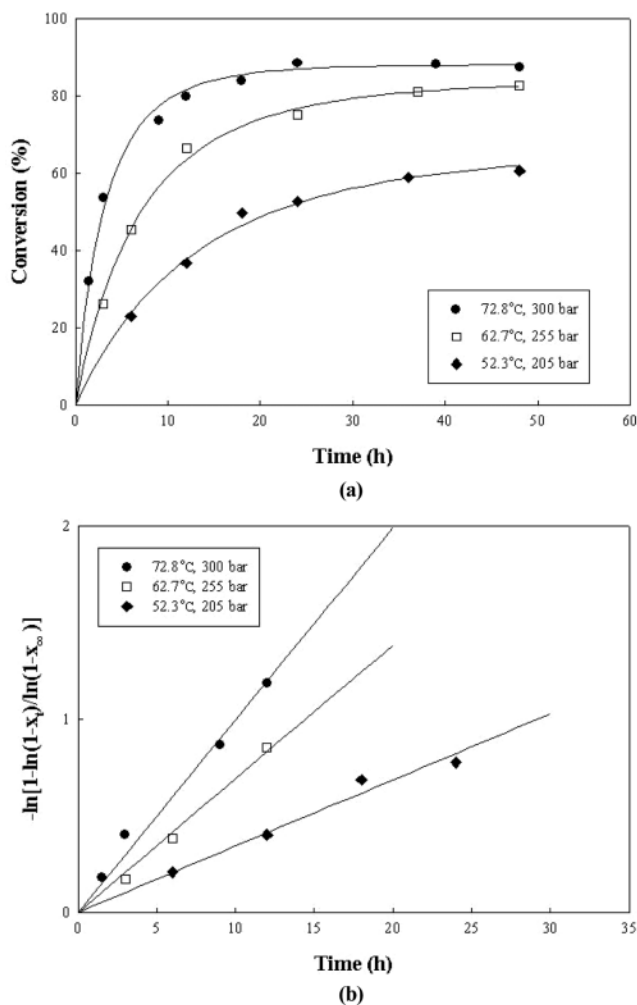 100
80
60
40
20
0
Conversion (%)
72.8°C, 300 bar
62.7°C, 255 bar
52.3°C, 205 bar
0 10 20 30 40 50 60
Time (h)
(a)
2
1
0
-ln[1-ln(1-xt)/ln(1-x∞)]
72.8°C, 300 bar
62.7°C, 255 bar
52.3°C, 205 bar
0 5 10 15 20 25 30 35
Time (h)
(b)